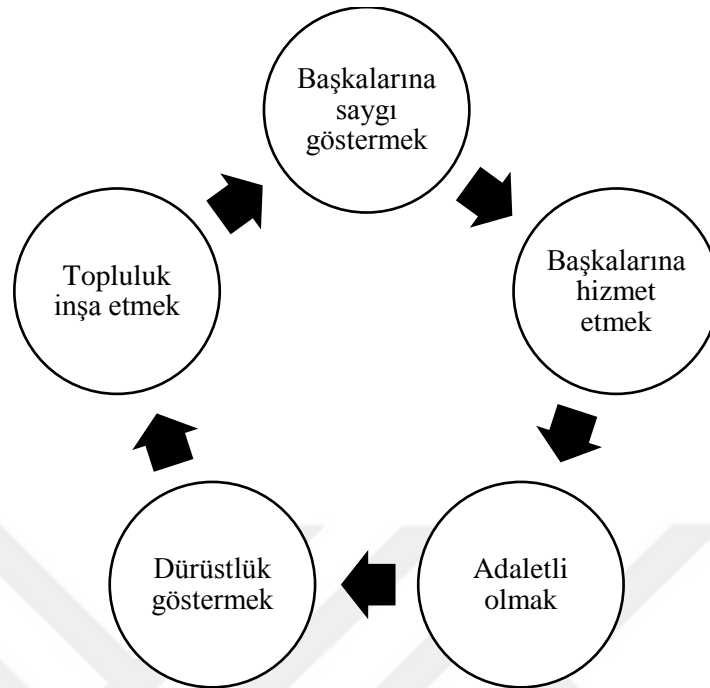 Başkalarına
saygı
göstermek
Başkalarına
hizmet
etmek
Adaletli
olmak
Dürüstlük
göstermek
Topluluk
inşa etmek